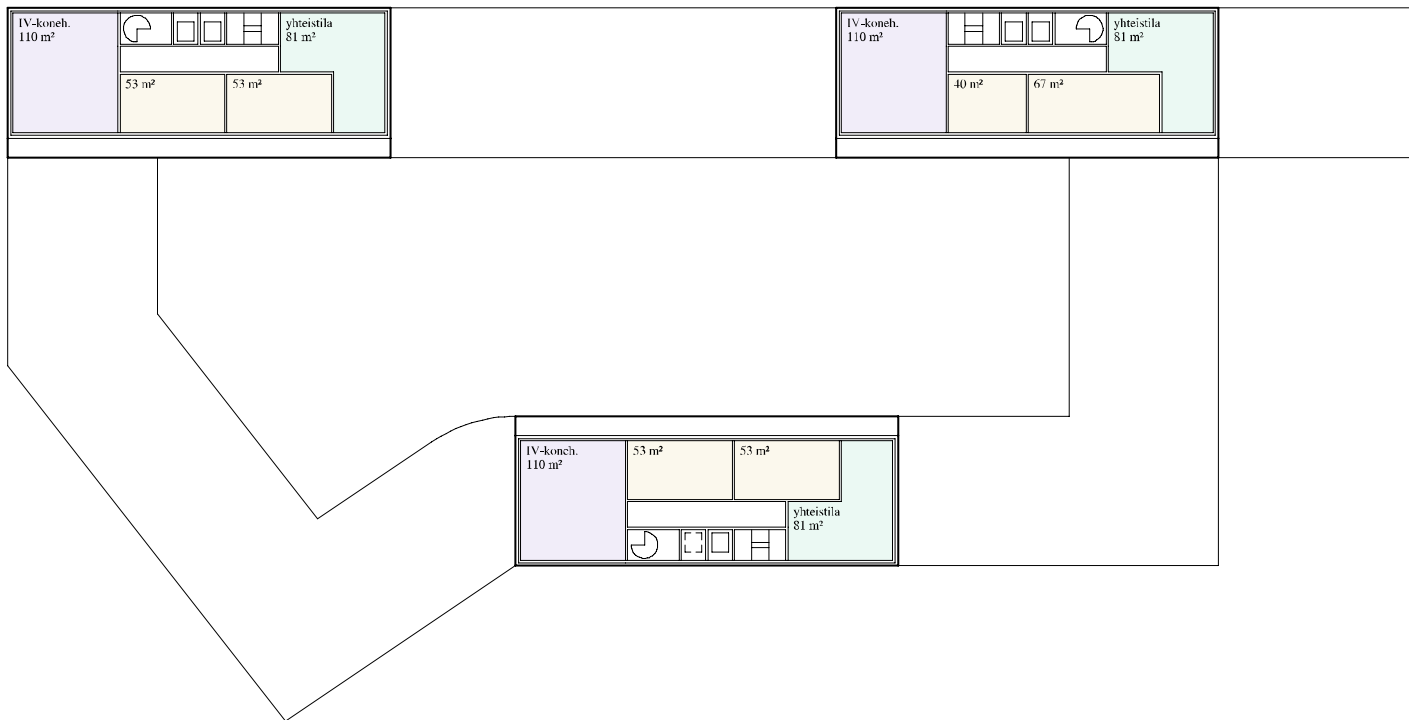 IV-koneh.
110 m²
yhteistila
81 m²
53 m²
53 m²
IV-koneh.
110 m²
yhteistila
81 m²
40 m²
67 m²
IV-koneh.
110 m²
53 m²
53 m²
yhteistila
81 m²